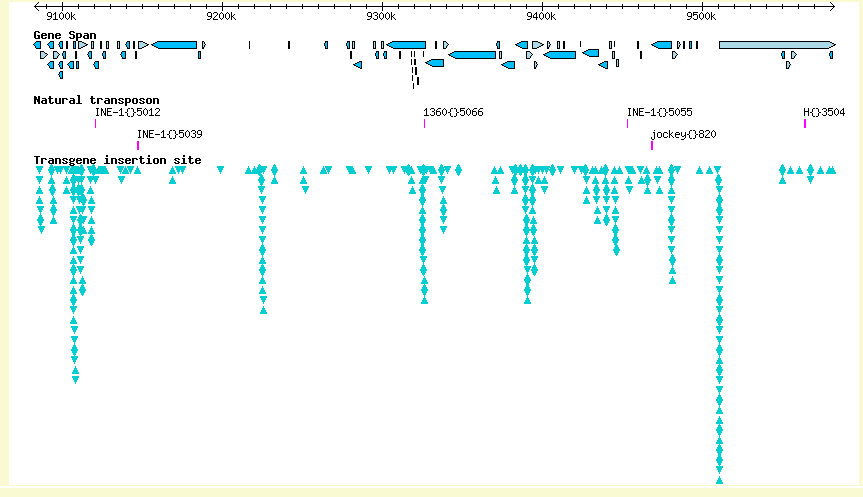 9100k 9200k 9300k 9400k 9500k
Gene Span
Natural transposon
INE-1{}5012 1360{}5066 INE-1{}5055 H{}3504
INE-1{}5039 jockey{}820
Transgene insertion site